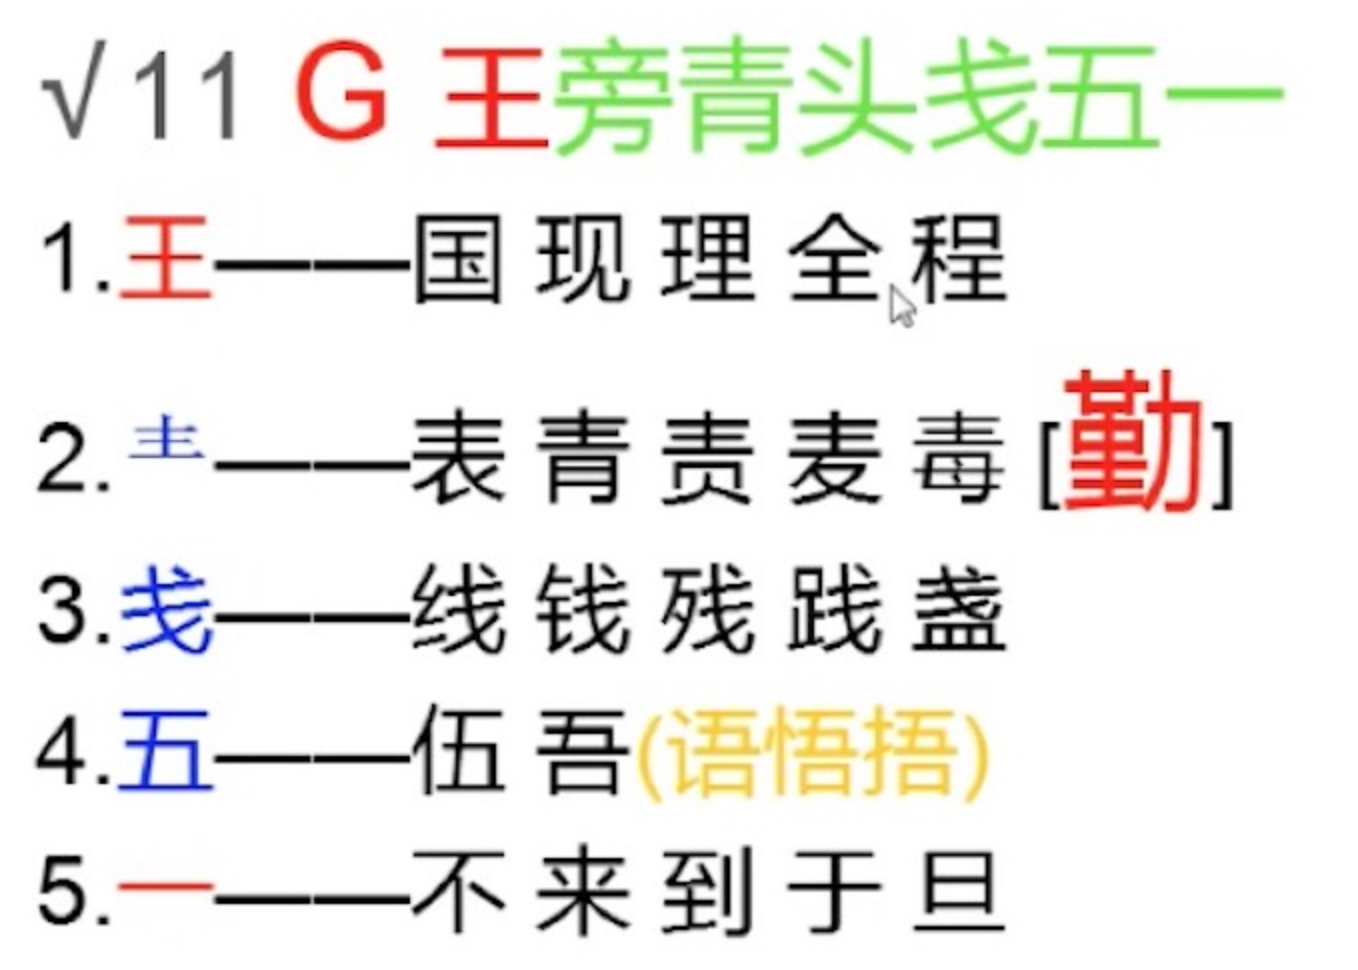 √11 G 王旁青头戋五一
1.王——国 现 理 全 程
2.龶——表 青 责 麦 毒 [勤]
3.戋——线 钱 残 践 盏
4.五——伍 吾(语悟捂)
5.一——不 来 到 于 旦